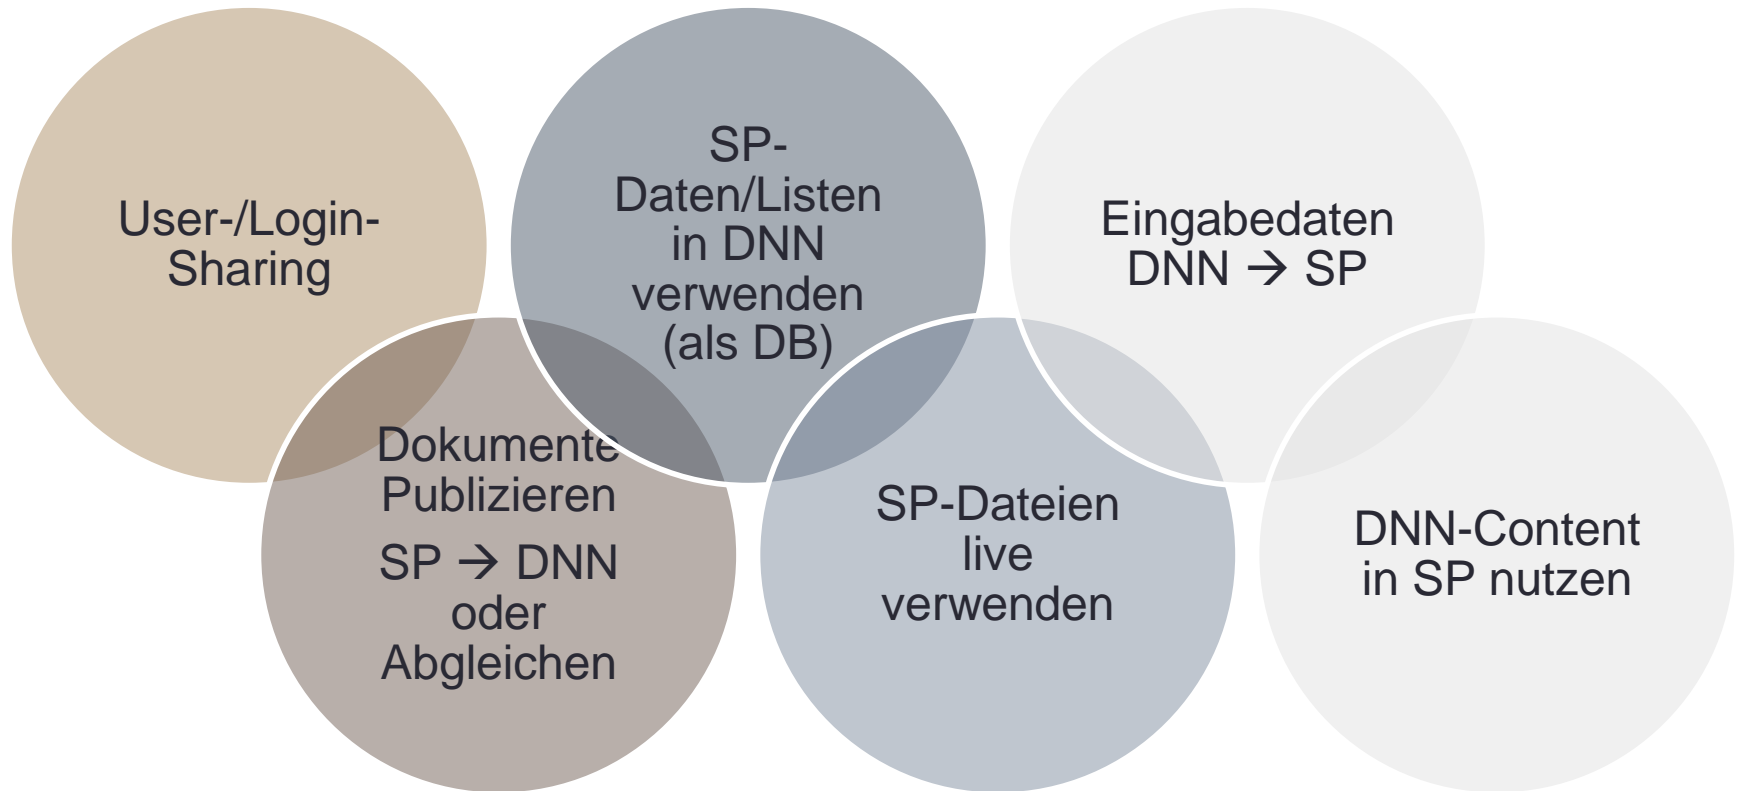 User-/Login-
Sharing
Dokumente
Publizieren
SP → DNN
oder
Abgleichen
SP-
Daten/Listen
in DNN
verwenden
(als DB)
SP-Dateien
live
verwenden
Eingabedaten
DNN → SP
DNN-Content
in SP nutzen